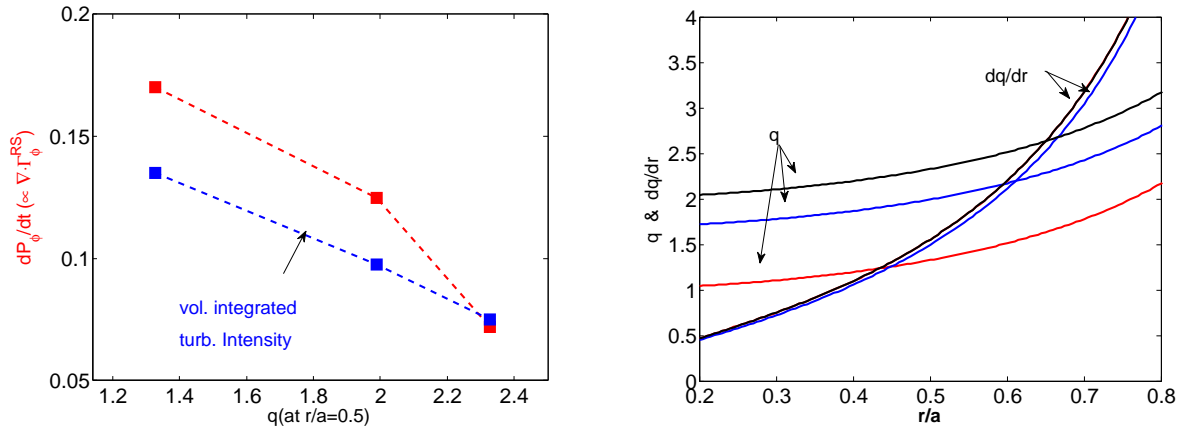 0.2
0.15
0.1
0.05
dP_ϕ/dt (∝ ∇·Γ_ϕ^RS)
vol. integrated
turb. Intensity
1.2 1.4 1.6 1.8 2 2.2 2.4
q(at r/a=0.5)
4
3.5
3
2.5
2
1.5
1
0.5
0
q & dq/dr
dq/dr
q
0.2 0.3 0.4 0.5 0.6 0.7 0.8
r/a